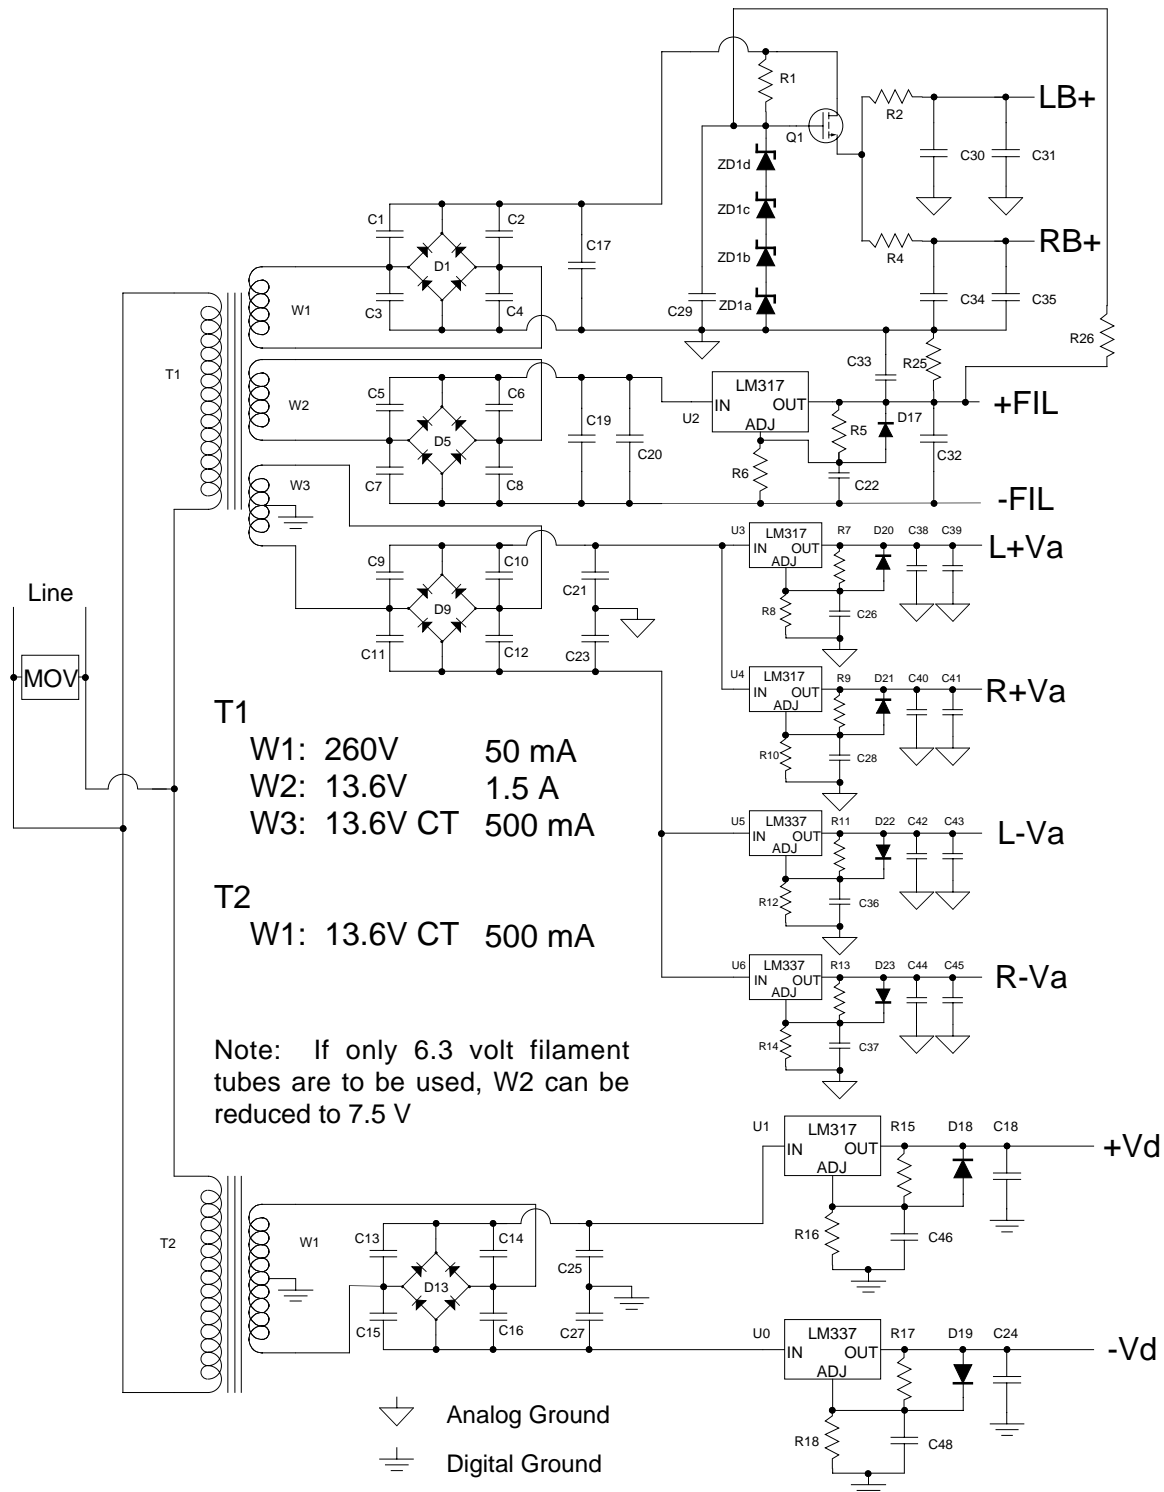 R1
LB+
R2
Q1
C30
C31
ZD1d
ZD1c
RB+
R4
ZD1b
C1
C2
C17
D1
C29
ZD1a
C34
C35
W1
C3
C4
R26
T1
C33
R25
LM317
IN
OUT
U2
ADJ
+FIL
W2
C5
C6
D5
C19
C20
R5
D17
R6
C22
C32
C7
C8
W3
-FIL
U3
LM317
R7
D20
C38
C39
IN
OUT
ADJ
L+Va
C9
C10
C21
D9
R8
C26
Line
C11
C12
C23
MOV
U4
LM317
R9
D21
C40
C41
IN
OUT
ADJ
R+Va
R10
C28
T1
W1: 260V 50 mA
W2: 13.6V 1.5 A
W3: 13.6V CT 500 mA
U5
LM337
R11
D22
C42
C43
IN
OUT
ADJ
L-Va
R12
C36
T2
W1: 13.6V CT 500 mA
U6
LM337
R13
D23
C44
C45
IN
OUT
ADJ
R-Va
R14
C37
Note: If only 6.3 volt filament
tubes are to be used, W2 can be
reduced to 7.5 V
U1
LM317
R15
D18
C18
IN
OUT
ADJ
+Vd
R16
C46
T2
W1
C13
C14
C25
D13
C15
C16
C27
U0
LM337
R17
D19
C24
IN
OUT
ADJ
-Vd
R18
C48
Analog Ground
Digital Ground